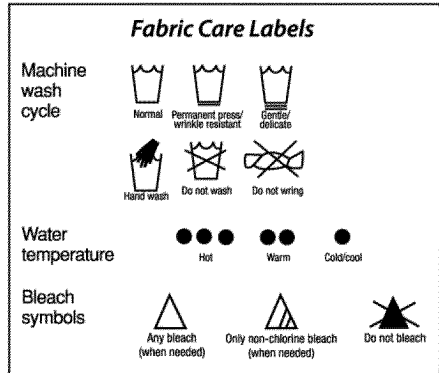 Fabric Care Labels
Machine
wash
cycle
Normal
Permanent press/
wrinkle resistant
Gentle/
delicate
Hand wash
Do not wash
Do not wring
Water
temperature
Hot
Warm
Cold/cool
Bleach
symbols
Any bleach
(when needed)
Only non-chlorine bleach
(when needed)
Do not bleach